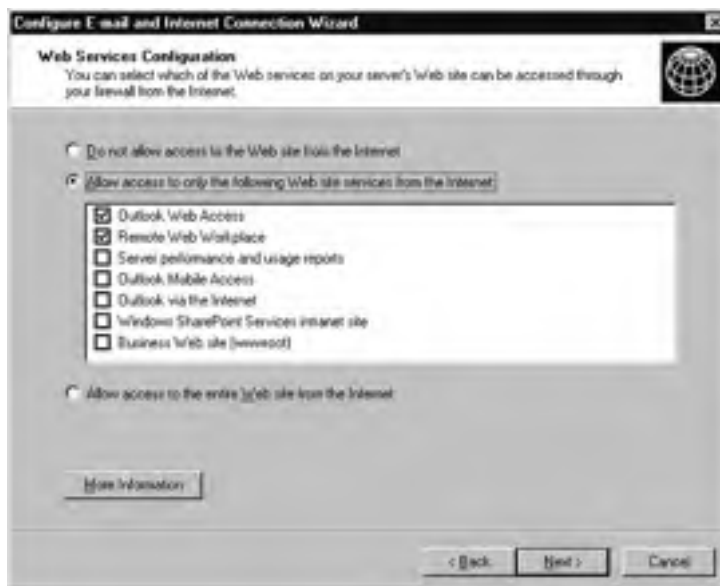 Configure E-mail and Internet Connection Wizard
Web Services Configuration
You can select which of the Web services on your server's Web site can be accessed through
your firewall from the Internet.
Do not allow access to the Web site from the Internet
Allow access to only the following Web site services from the Internet:
Outlook Web Access
Remote Web Workplace
Server performance and usage reports
Outlook Mobile Access
Outlook via the Internet
Windows SharePoint Services intranet site
Business Web site (wwwroot)
Allow access to the entire Web site from the Internet
More Information
< Back
Next >
Cancel